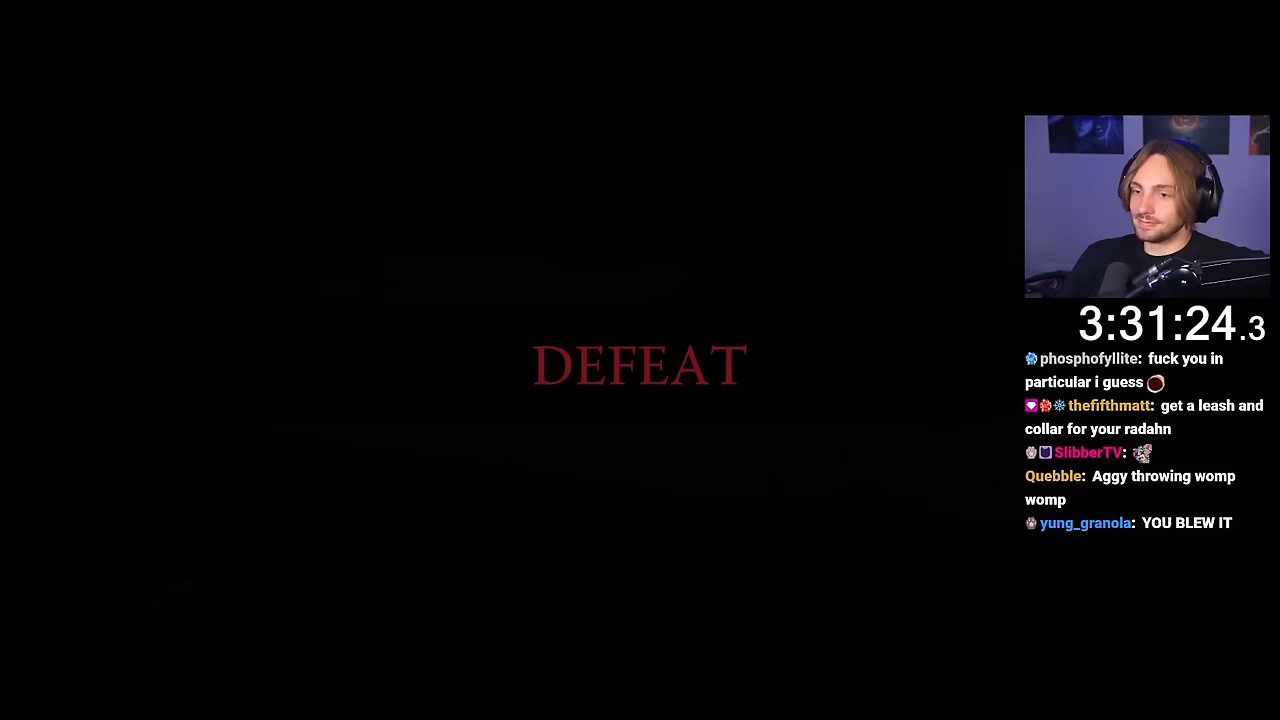 DEFEAT
3:31:24.3
phosphofyllite: fuck you in
particular i guess
thefifthmatt: get a leash and
collar for your radahn
SlibberTV:
Quebble: Aggy throwing womp
womp
yung_granola: YOU BLEW IT